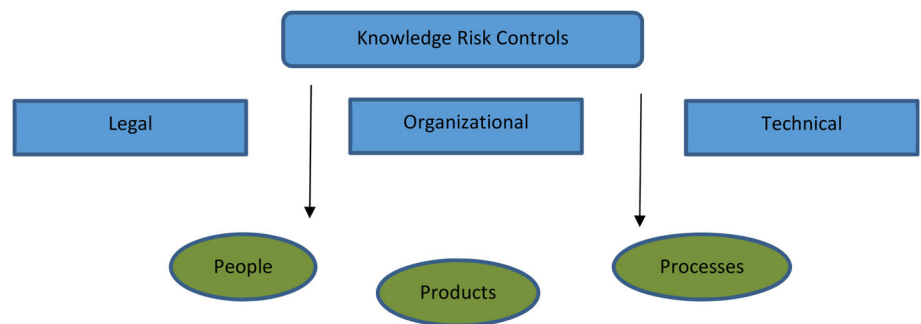 Knowledge Risk Controls
Legal
Organizational
Technical
People
Products
Processes